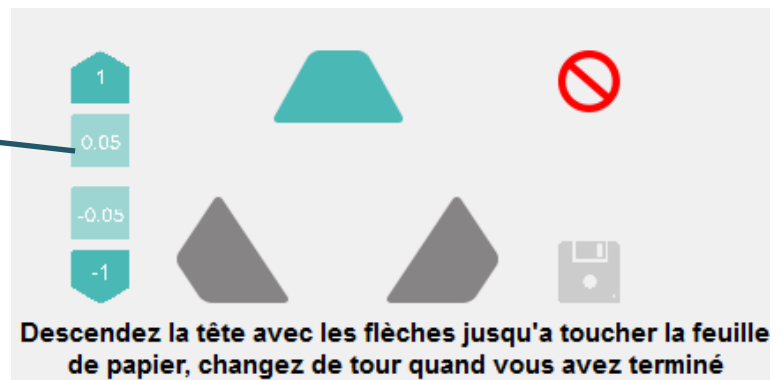 1
0.05
-0.05
-1
Descendez la tête avec les flèches jusqu'a toucher la feuille
de papier, changez de tour quand vous avez terminé